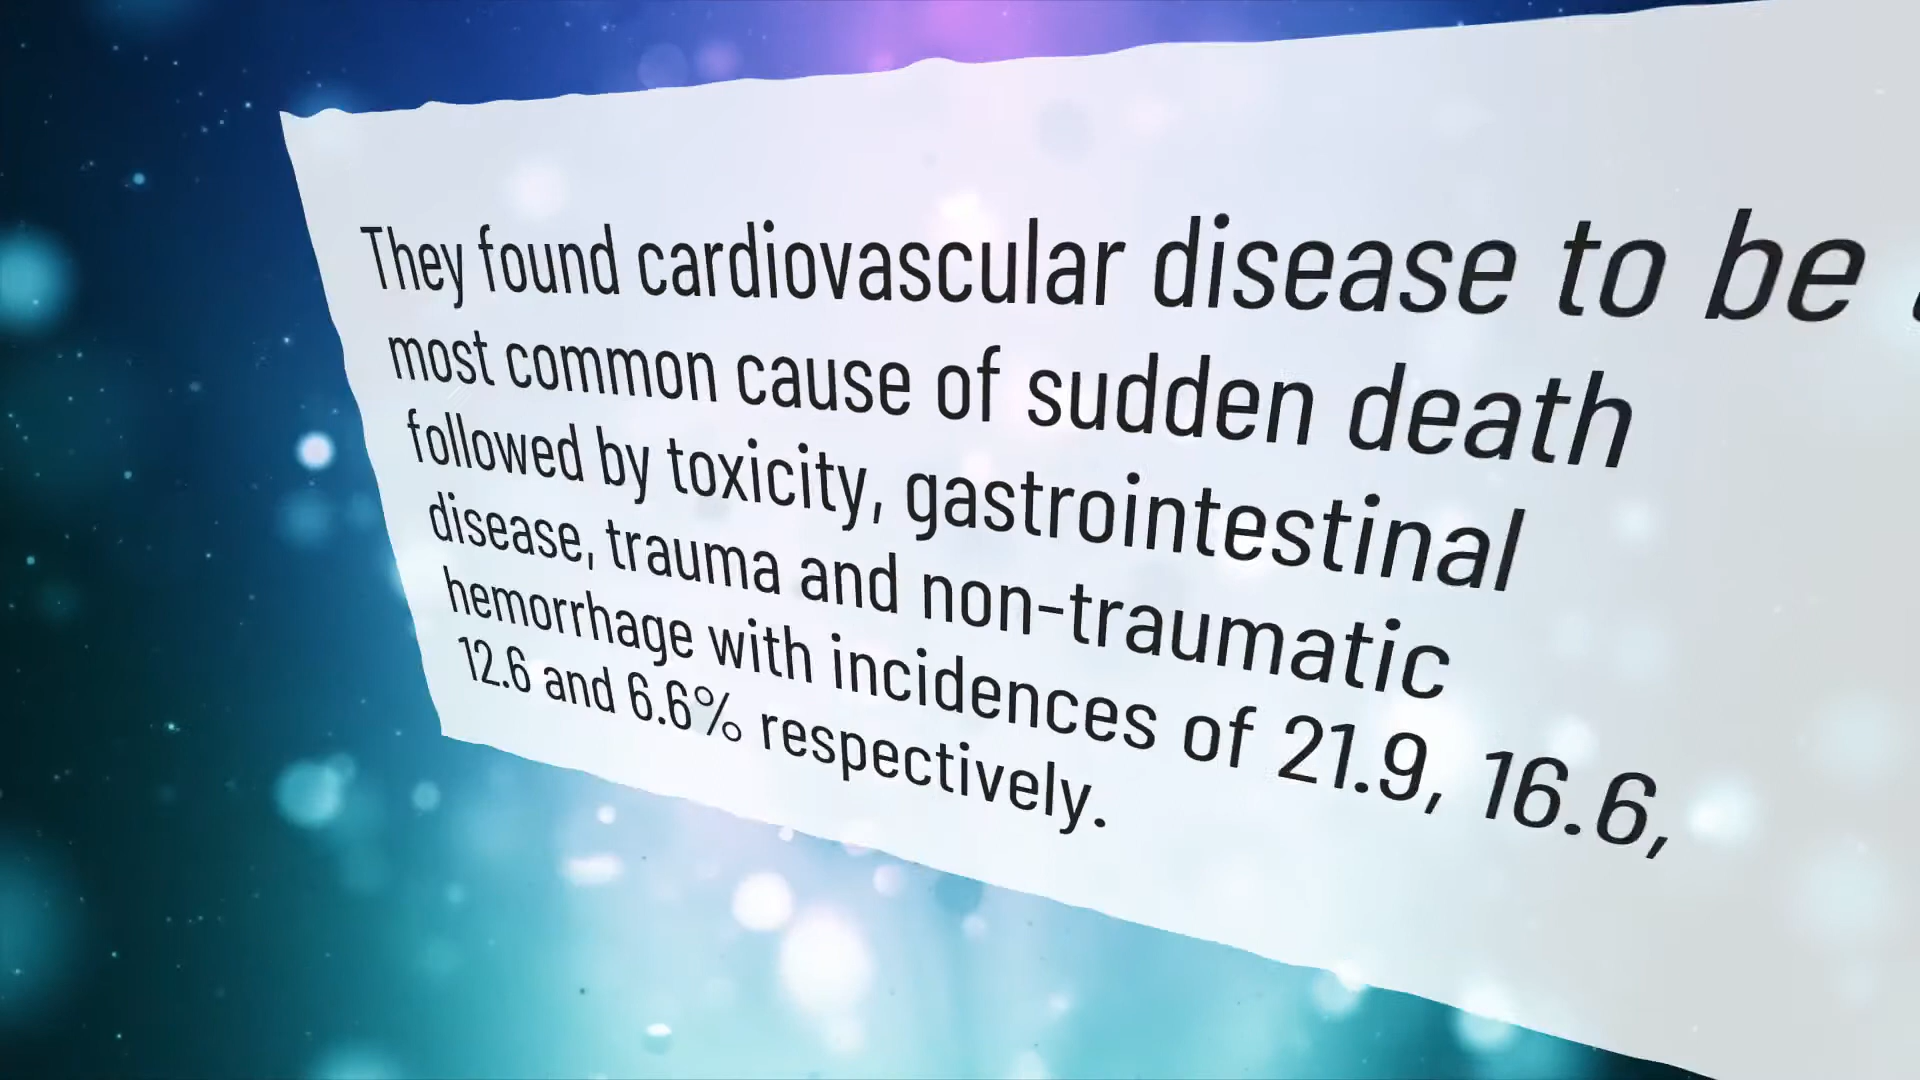 They found cardiovascular disease to be
most common cause of sudden death
followed by toxicity, gastrointestinal
disease, trauma and non-traumatic
hemorrhage with incidences of 21.9, 16.6,
12.6 and 6.6% respectively.